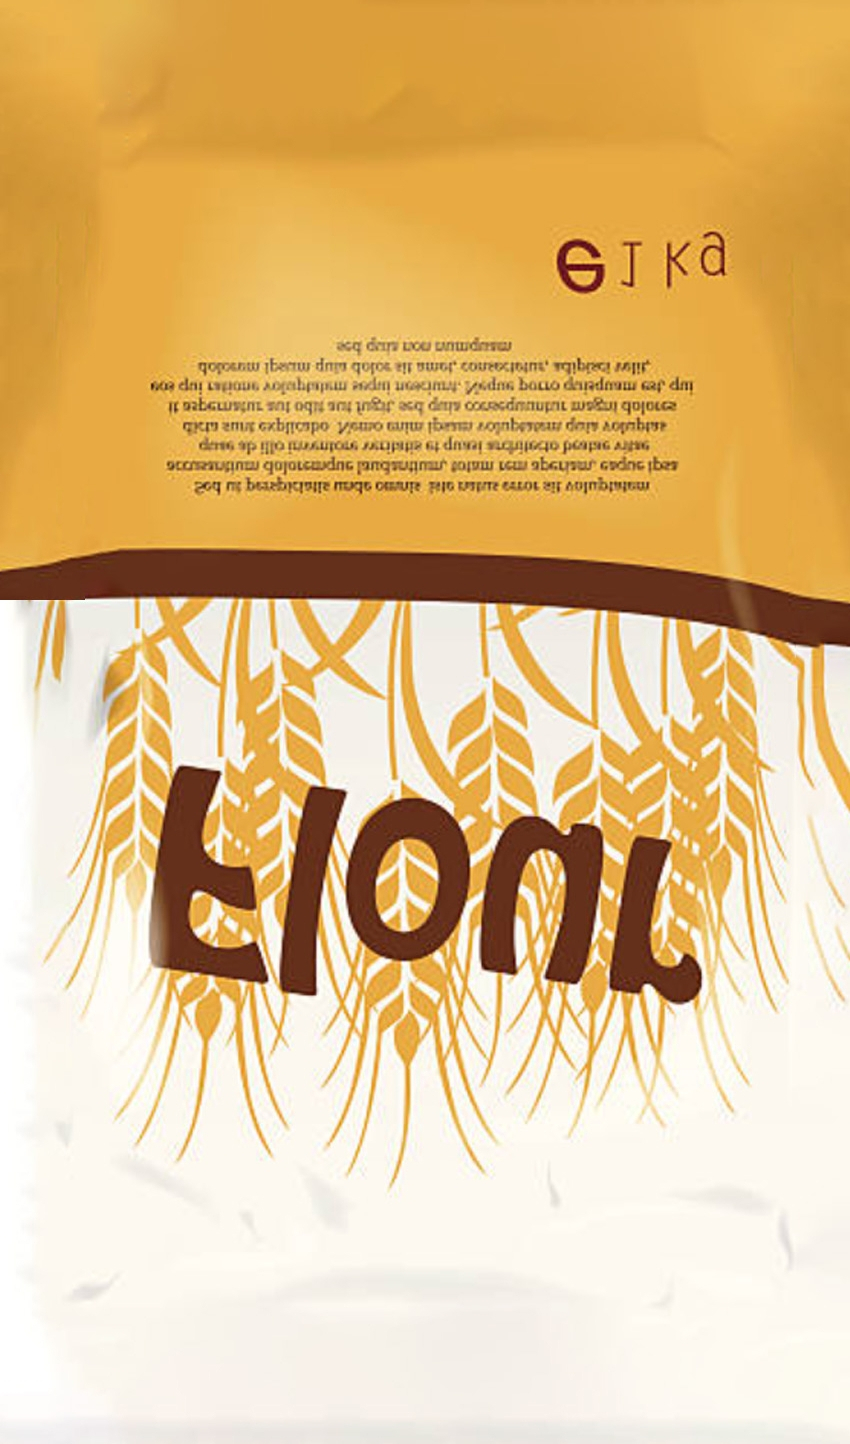 Flour
Sed ut perspiciatis unde omnis iste natus error sit voluptatem
accusantium doloremque laudantium, totam rem aperiam, eaque ipsa
quae ab illo inventore veritatis et quasi architecto beatae vitae
dicta sunt explicabo. Nemo enim ipsam voluptatem quia voluptas
it aspernatur aut odit aut fugit, sed quia consequuntur magni dolores
eos qui ratione voluptatem sequi nesciunt. Neque porro quisquam est, qui
dolorem ipsum quia dolor sit amet, consectetur, adipisci velit,
sed quia non numquam
℮ 1 kg